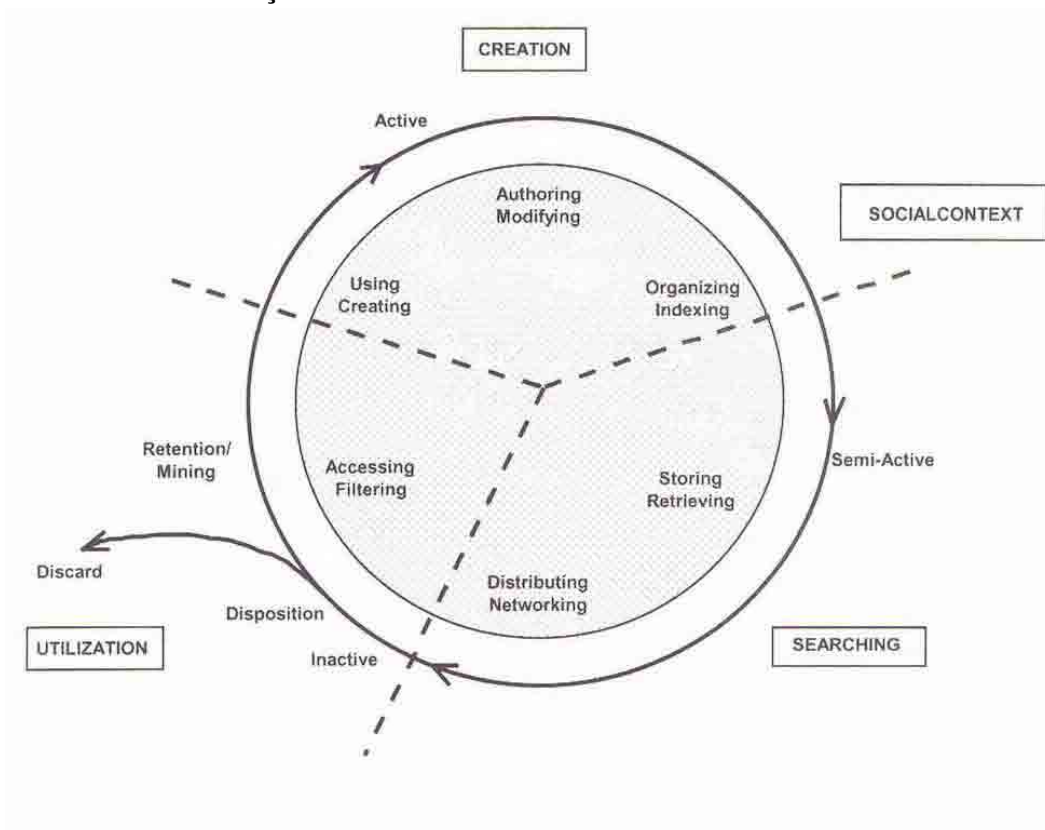 CREATION
Active
Authoring
Modifying
SOCIALCONTEXT
Using
Creating
Organizing
Indexing
Retention/
Mining
Accessing
Filtering
Storing
Retrieving
Semi-Active
Discard
Distributing
Networking
Disposition
UTILIZATION
Inactive
SEARCHING